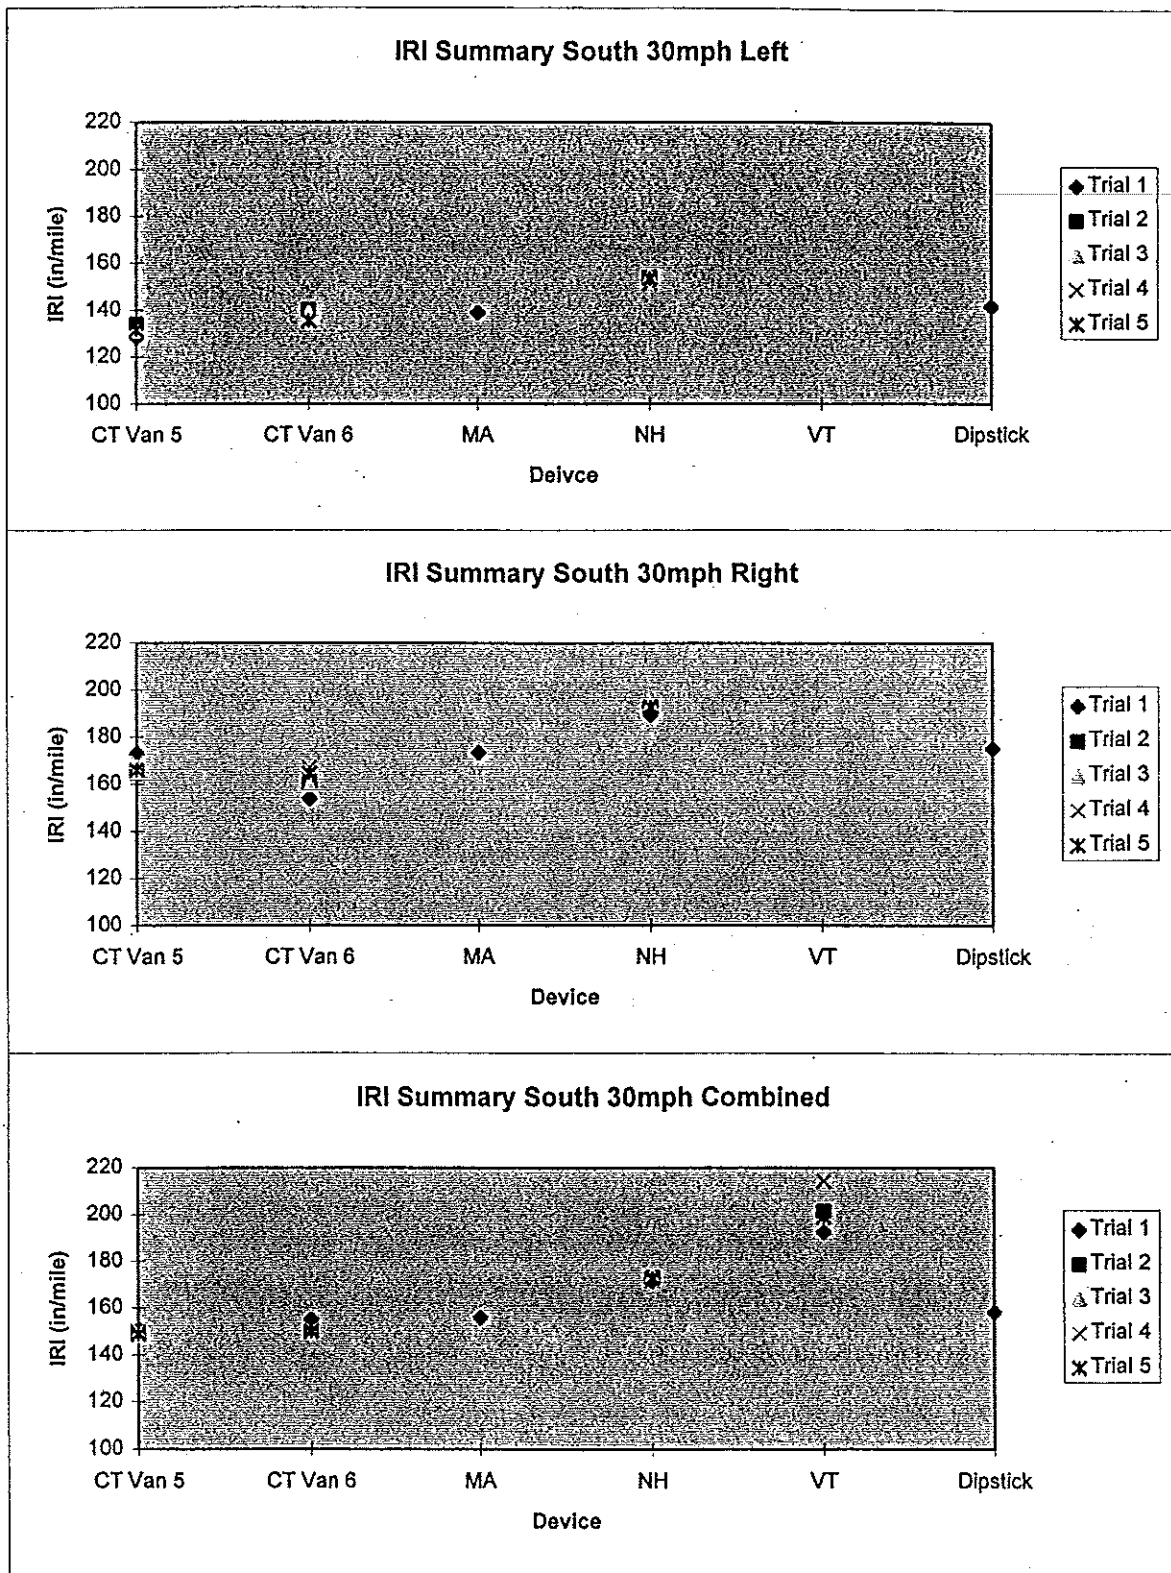 IRI Summary South 30mph Left
IRI (in/mile)
220
200
180
160
140
120
100
CT Van 5 CT Van 6 MA NH VT Dipstick
Deivce
Trial 1
Trial 2
Trial 3
Trial 4
Trial 5
IRI Summary South 30mph Right
IRI (in/mile)
220
200
180
160
140
120
100
CT Van 5 CT Van 6 MA NH VT Dipstick
Device
Trial 1
Trial 2
Trial 3
Trial 4
Trial 5
IRI Summary South 30mph Combined
IRI (in/mile)
220
200
180
160
140
120
100
CT Van 5 CT Van 6 MA NH VT Dipstick
Device
Trial 1
Trial 2
Trial 3
Trial 4
Trial 5